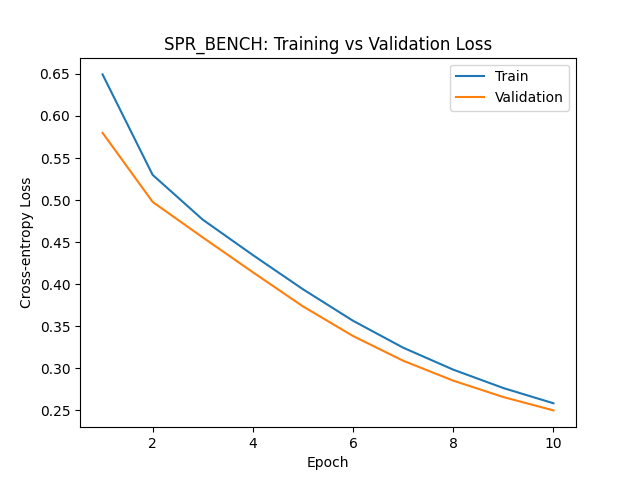 SPR_BENCH: Training vs Validation Loss
Train
Validation
Cross-entropy Loss
0.65
0.60
0.55
0.50
0.45
0.40
0.35
0.30
0.25
2 4 6 8 10
Epoch